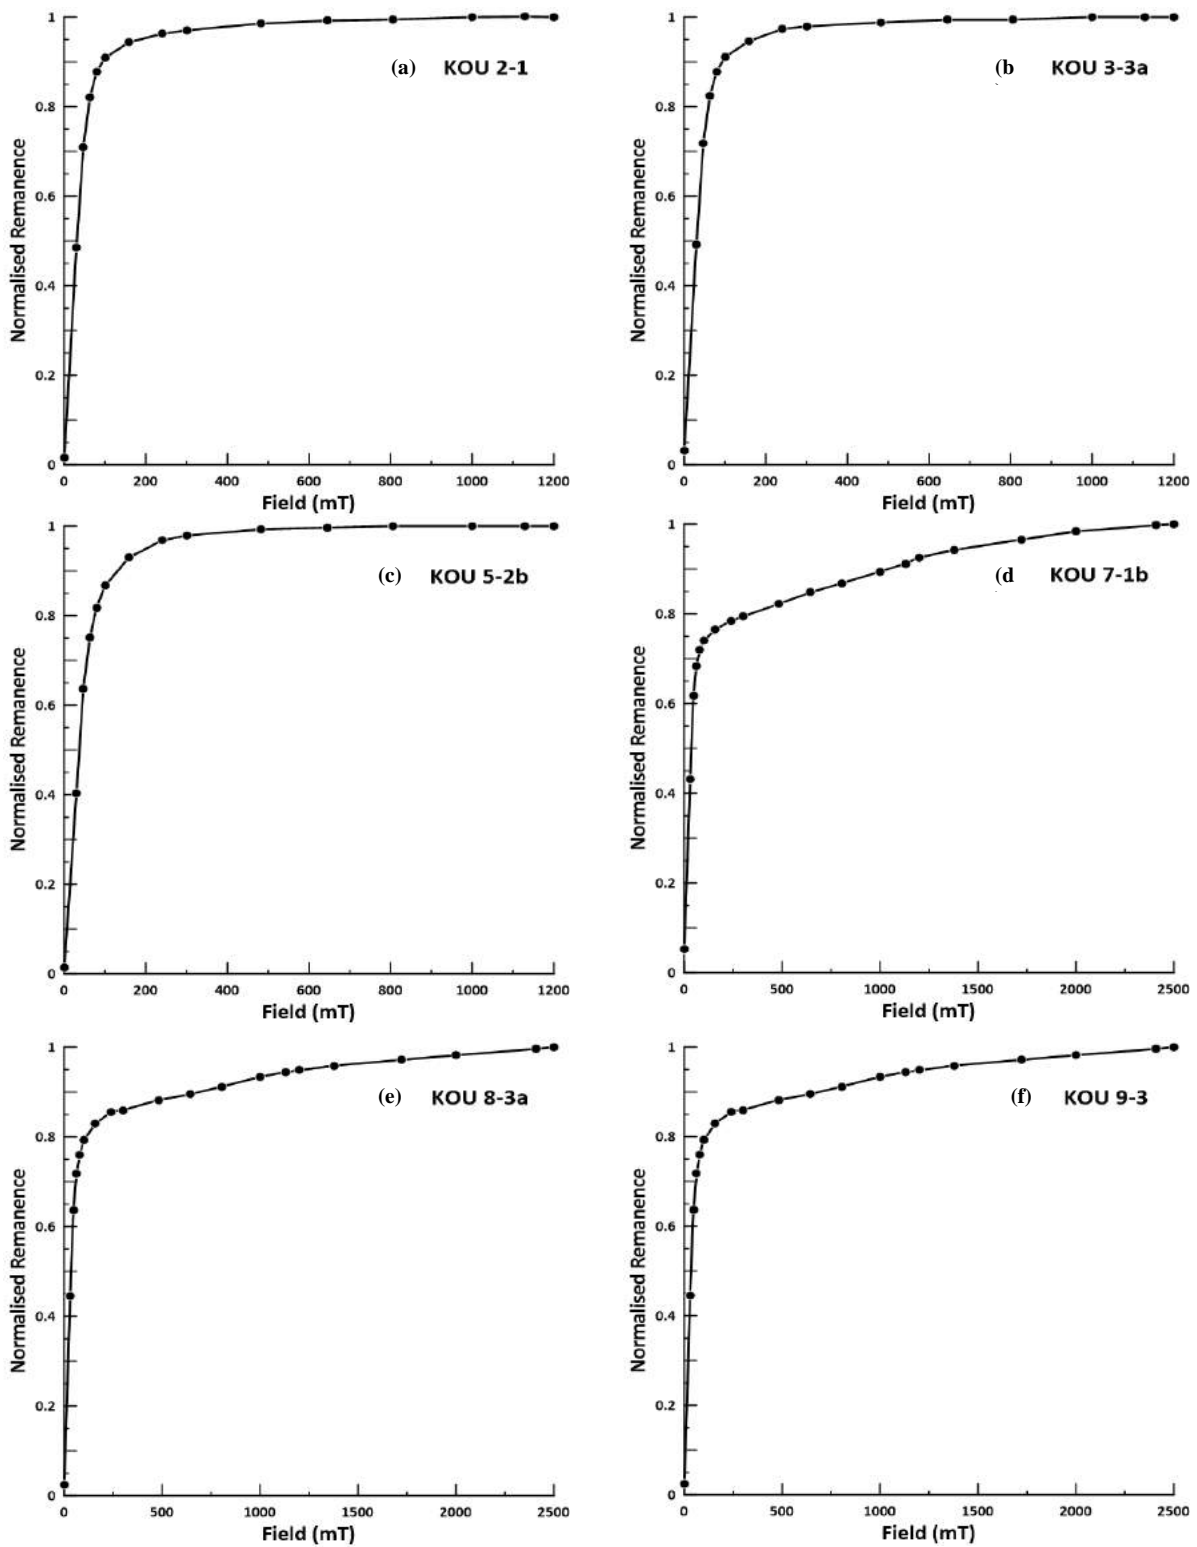 1
0.8
0.6
0.4
0.2
0
Normalised Remanence
(a) KOU 2-1
0 200 400 600 800 1000 1200
Field (mT)
1
0.8
0.6
0.4
0.2
0
Normalised Remanence
(b KOU 3-3a
0 200 400 600 800 1000 1200
Field (mT)
1
0.8
0.6
0.4
0.2
0
Normalised Remanence
(c) KOU 5-2b
0 200 400 600 800 1000 1200
Field (mT)
1
0.8
0.6
0.4
0.2
0
Normalised Remanence
(d KOU 7-1b
0 500 1000 1500 2000 2500
Field (mT)
1
0.8
0.6
0.4
0.2
0
Normalised Remanence
(e) KOU 8-3a
0 500 1000 1500 2000 2500
Field (mT)
1
0.8
0.6
0.4
0.2
0
Normalised Remanence
(f) KOU 9-3
0 500 1000 1500 2000 2500
Field (mT)